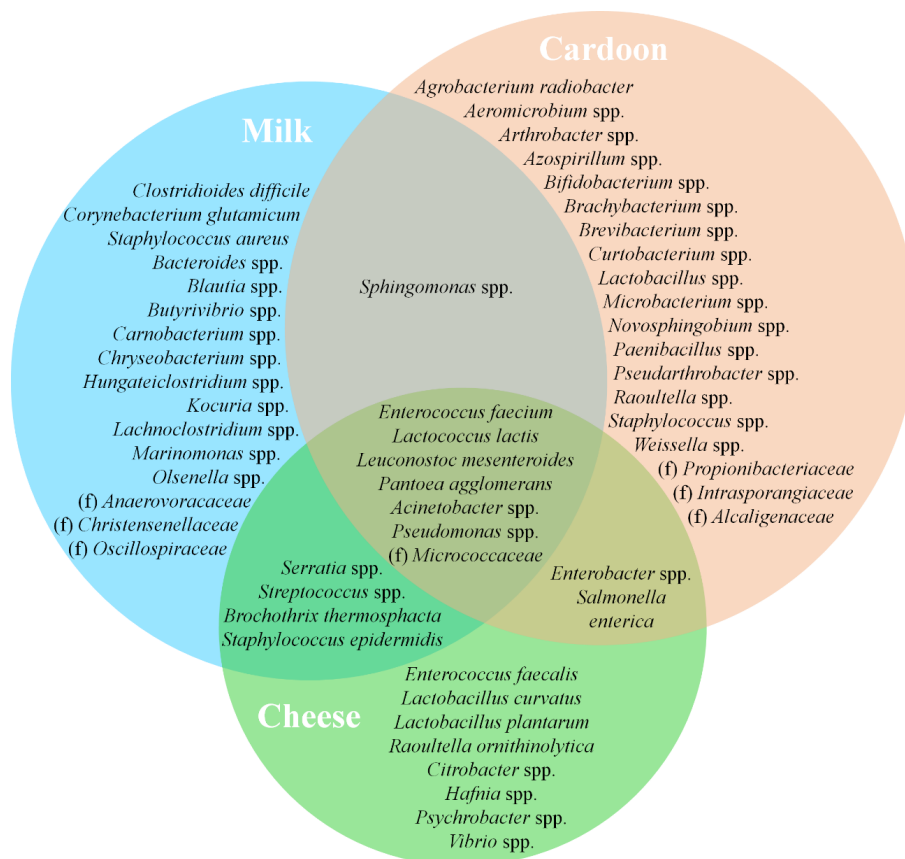 Cardoon
Agrobacterium radiobacter
Aeromicrobium spp.
Arthrobacter spp.
Azospirillum spp.
Bifidobacterium spp.
Brachybacterium spp.
Brevibacterium spp.
Curtobacterium spp.
Lactobacillus spp.
Microbacterium spp.
Novosphingobium spp.
Paenibacillus spp.
Pseudarthrobacter spp.
Raoultella spp.
Staphylococcus spp.
Weissella spp.
(f) Propionibacteriaceae
(f) Intrasporangiaceae
(f) Alcaligenaceae
Milk
Clostridioides difficile
Corynebacterium glutamicum
Staphylococcus aureus
Bacteroides spp.
Blautia spp.
Butyrivibrio spp.
Carnobacterium spp.
Chryseobacterium spp.
Hungateiclostridium spp.
Kocuria spp.
Lachnoclostridium spp.
Marinomonas spp.
Olsenella spp.
(f) Anaerovoracaceae
(f) Christensenellaceae
(f) Oscillospiraceae
Sphingomonas spp.
Enterococcus faecium
Lactococcus lactis
Leuconostoc mesenteroides
Pantoea agglomerans
Acinetobacter spp.
Pseudomonas spp.
(f) Micrococcaceae
Serratia spp.
Streptococcus spp.
Brochothrix thermosphacta
Staphylococcus epidermidis
Enterobacter spp.
Salmonella
enterica
Cheese
Enterococcus faecalis
Lactobacillus curvatus
Lactobacillus plantarum
Raoultella ornithinolytica
Citrobacter spp.
Hafnia spp.
Psychrobacter spp.
Vibrio spp.